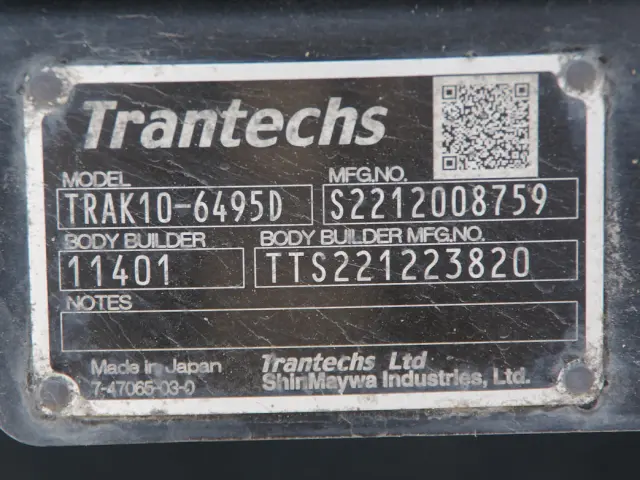 Trantechs
MODEL MFG.NO.
TRAK10-6495D S2212008759
BODY BUILDER BODY BUILDER MFG.NO.
11401 TTS221223820
NOTES
Made in Japan Trantechs Ltd
7-47065-03-0 ShinMaywa Industries, Ltd.